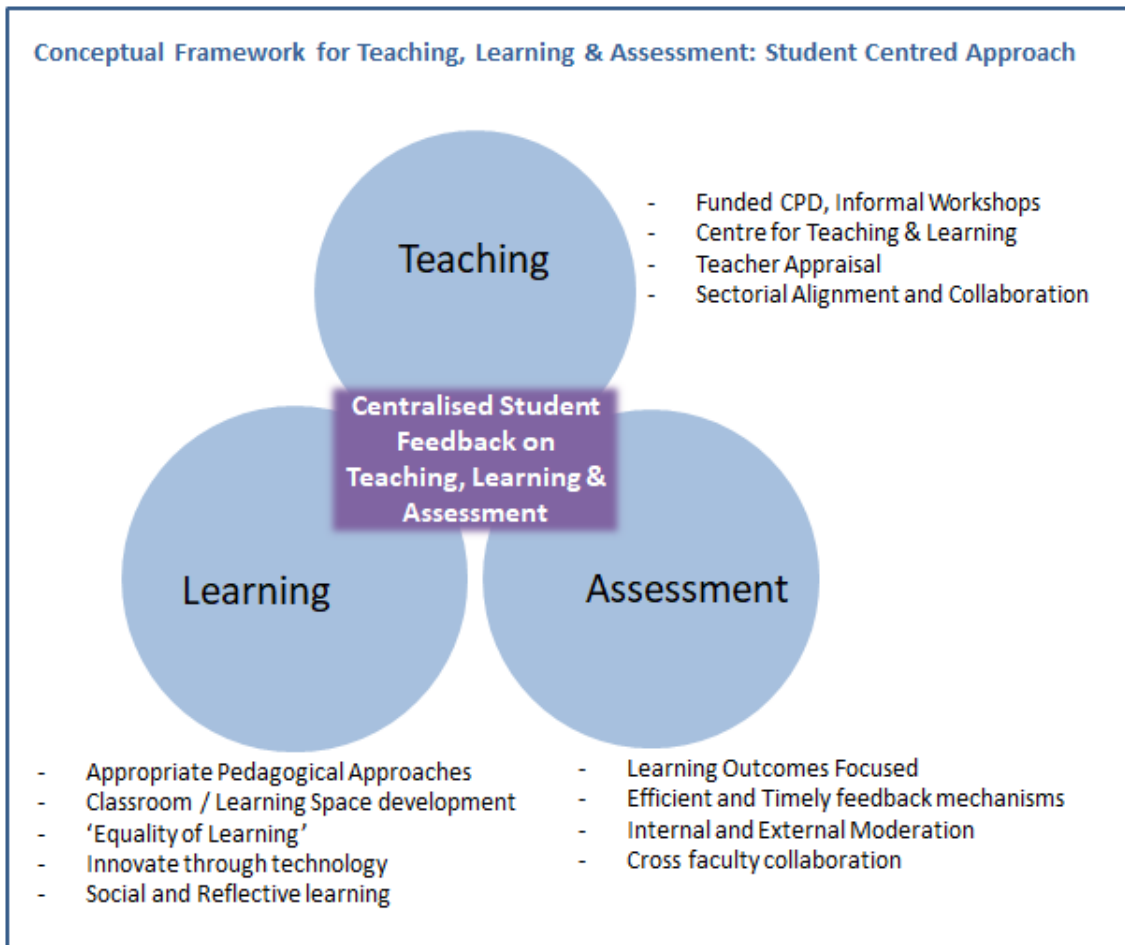 Conceptual Framework for Teaching, Learning & Assessment: Student Centred Approach
Teaching
- Funded CPD, Informal Workshops
- Centre for Teaching & Learning
- Teacher Appraisal
- Sectorial Alignment and Collaboration
Centralised Student
Feedback on
Teaching, Learning &
Assessment
Learning
Assessment
- Appropriate Pedagogical Approaches
- Classroom / Learning Space development
- ‘Equality of Learning’
- Innovate through technology
- Social and Reflective learning
- Learning Outcomes Focused
- Efficient and Timely feedback mechanisms
- Internal and External Moderation
- Cross faculty collaboration